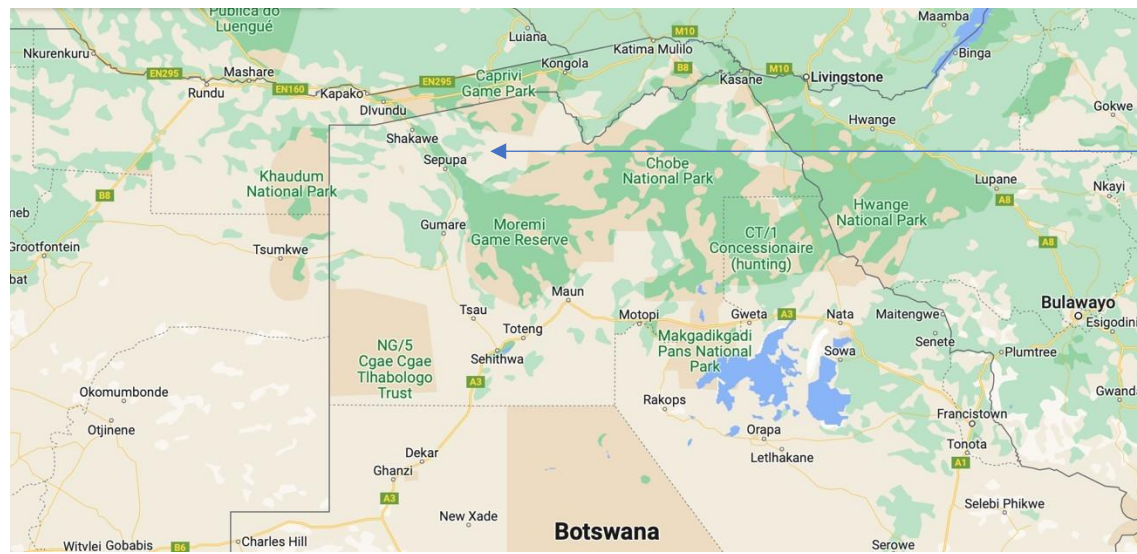 Pública do
Luengué
Nkurenkuru
Mashare
Rundu
EN295
EN160
Kapako
EN295
Divundu
Shakawe
Sepupa
Luiana
Kongola
Caprivi
Game Park
Katima Mulilo
M10
B8
Kasane
M10
Livingstone
Maamba
Binga
Gokwe
Hwange
Lupane
Nkayi
A8
A8
Khaudum
National Park
B8
neb
Grootfontein
bat
Tsumkwe
Gumare
Moremi
Game Reserve
Chobe
National Park
CT/1
Concessionaire
(hunting)
Hwange
National Park
Maun
Tsau
Toteng
Sehithwa
A3
Motopi
Gweta
A3
Nata
Maitengwe
Senete
Bulawayo
Esigodini
Plumtree
Gwanda
NG/5
Cgae Cgae
Tlhabologo
Trust
Makgadikgadi
Pans National
Park
Sowa
Rakops
Orapa
Letlhakane
Francistown
Tonota
A1
Selebi Phikwe
Serowe
Okomumbonde
Otjinene
Dekar
Ghanzi
A3
New Xade
Botswana
Witvlei
Gobabis
B6
Charles Hill